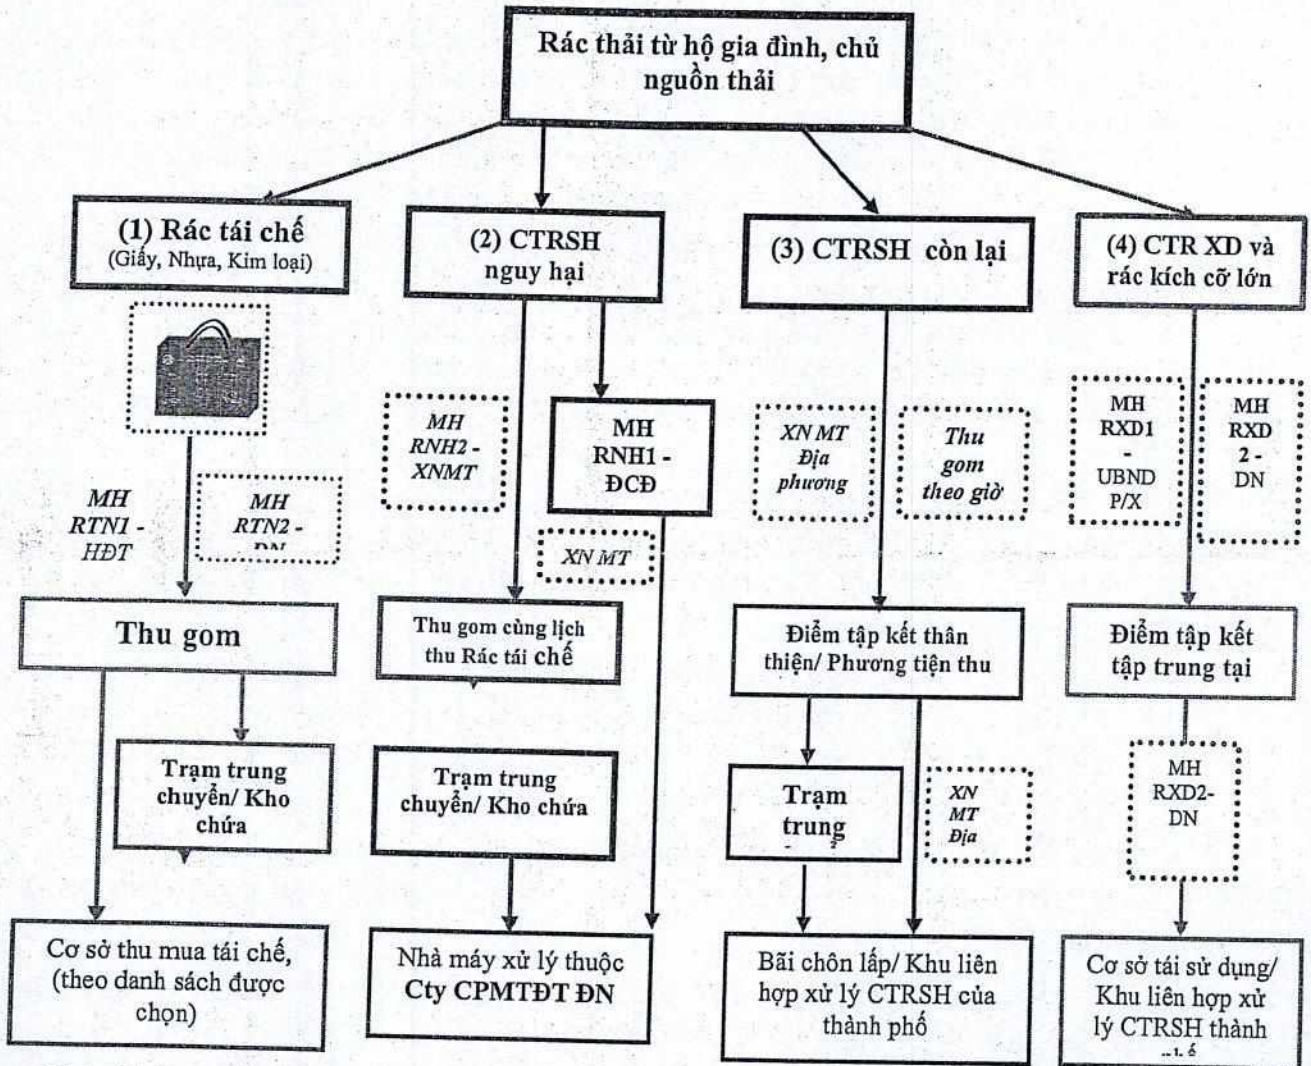 Rác thải từ hộ gia đình, chủ
nguồn thải
(1) Rác tái chế
(Giấy, Nhựa, Kim loại)
(2) CTRSH
nguy hại
(3) CTRSH còn lại
(4) CTR XD và
rác kích cỡ lớn
MH
RTN1 -
HĐT
MH
RTN2 -
DN
MH
RNH2 -
XNMT
MH
RNH1 -
ĐCĐ
XN MT
XN MT
Địa
phương
Thu
gom
theo giờ
MH
RXD1
-
UBND
P/X
MH
RXD
2 -
DN
Thu gom
Thu gom cùng lịch
thu Rác tái chế
Điểm tập kết thân
thiện/ Phương tiện thu
Điểm tập kết
tập trung tại
Trạm trung
chuyển/ Kho
chứa
Trạm trung
chuyển/ Kho chứa
Trạm
trung
XN
MT
Địa
MH
RXD2-
DN
Cơ sở thu mua tái chế,
(theo danh sách được
chọn)
Nhà máy xử lý thuộc
Cty CPMTĐT ĐN
Bãi chôn lấp/ Khu liên
hợp xử lý CTRSH của
thành phố
Cơ sở tái sử dụng/
Khu liên hợp xử
lý CTRSH thành